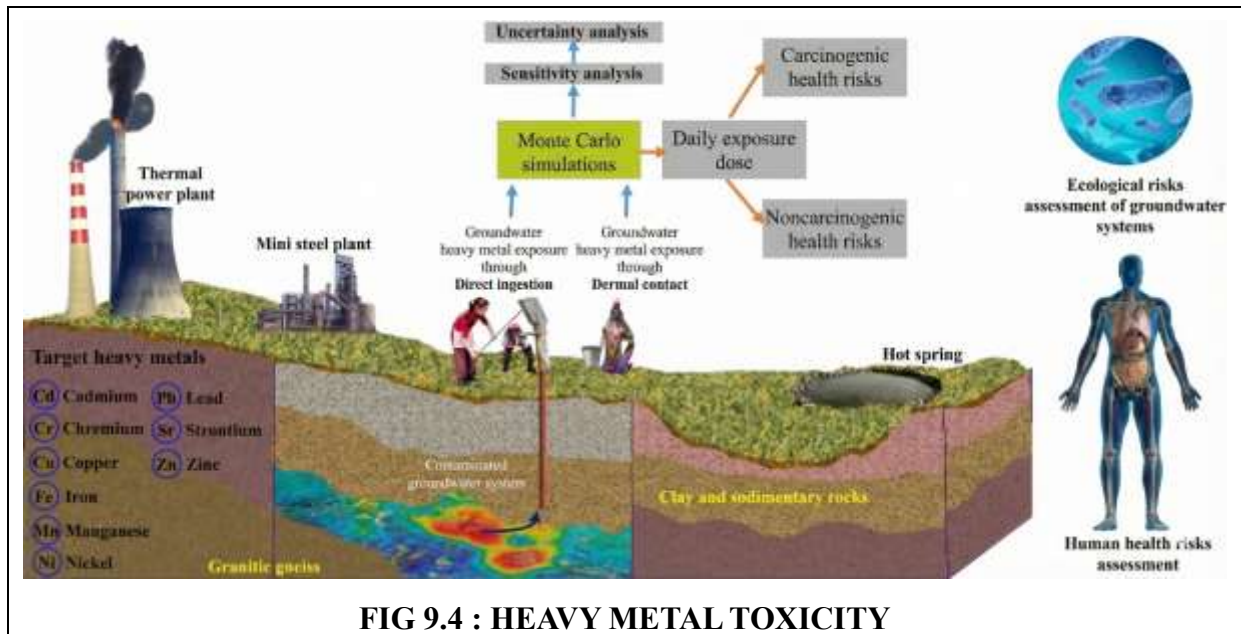 Uncertainty analysis
Sensitivity analysis
Monte Carlo
simulations
Daily exposure
dose
Carcinogenic
health risks
Noncarcinogenic
health risks
Thermal
power plant
Mini steel plant
Groundwater
heavy metal exposure
through
Direct ingestion
Groundwater
heavy metal exposure
through
Dermal contact
Ecological risks
assessment of groundwater
systems
Hot spring
Target heavy metals
Cd Cadmium
Pb Lead
Cr Chremium
Sr Strontium
Cu Copper
Zn Zinc
Fe Iron
Mn Manganese
Ni Nickel
Contaminated
groundwater system
Granitic gneiss
Clay and sodimentary rocks
Human health risks
assessment
FIG 9.4 : HEAVY METAL TOXICITY